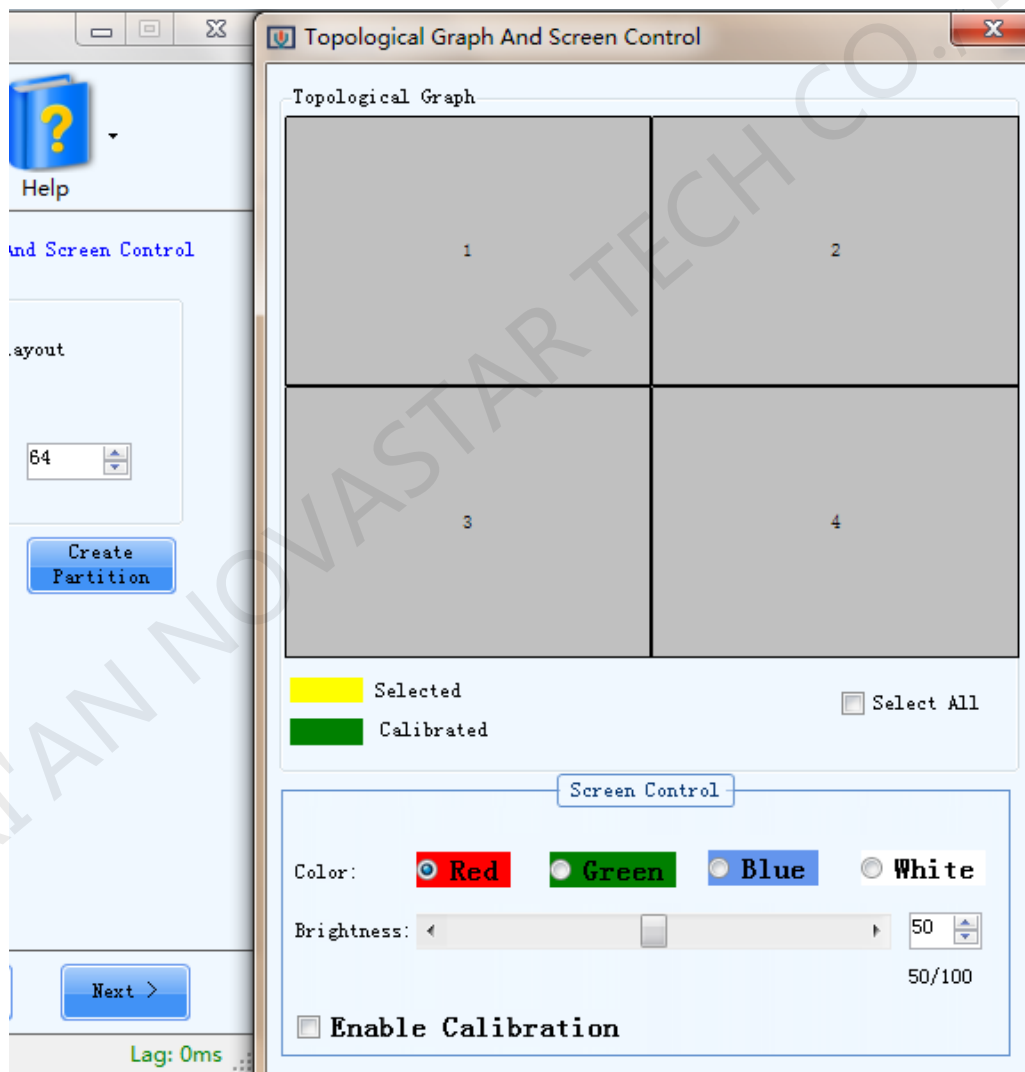 Topological Graph And Screen Control
Help
And Screen Control
ayout
64
Create
Partition
Next >
Lag: 0ms
Topological Graph
1
2
3
4
Selected
Select All
Calibrated
Screen Control
Color:
Red
Green
Blue
White
Brightness:
50
50/100
Enable Calibration
NOVASTAR TECH CO.